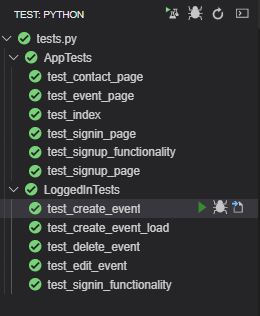 TEST: PYTHON
tests.py
AppTests
test_contact_page
test_event_page
test_index
test_signin_page
test_signup_functionality
test_signup_page
LoggedInTests
test_create_event
test_create_event_load
test_delete_event
test_edit_event
test_signin_functionality